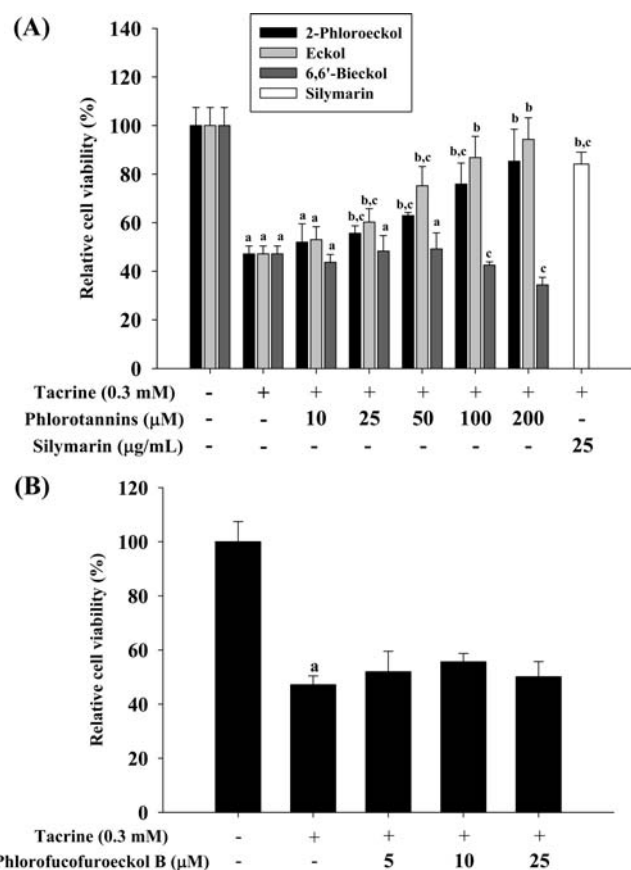 (A)
140
120
100
80
60
40
20
0
Relative cell viability (%)
2-Phloroeckol
Eckol
6,6'-Bieckol
Silymarin
a a a
a a a
b,c b,c a
b,c b,c a
b,c b c
b b c
b,c
Tacrine (0.3 mM) - + + + + + + +
Phlorotannins (μM) - - 10 25 50 100 200 -
Silymarin (μg/mL) - - - - - - - 25
(B)
120
100
80
60
40
20
0
Relative cell viability (%)
a
Tacrine (0.3 mM) - + + + +
Phlorofucofuroeckol B (μM) - - 5 10 25